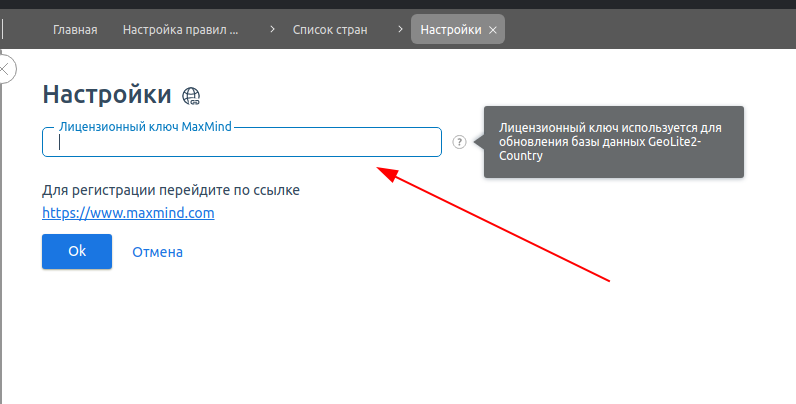 Главная Настройка правил ... Список стран Настройки
Настройки
Лицензионный ключ MaxMind
?
Лицензионный ключ используется для
обновления базы данных GeoLite2-
Country
Для регистрации перейдите по ссылке
https://www.maxmind.com
Ok Отмена